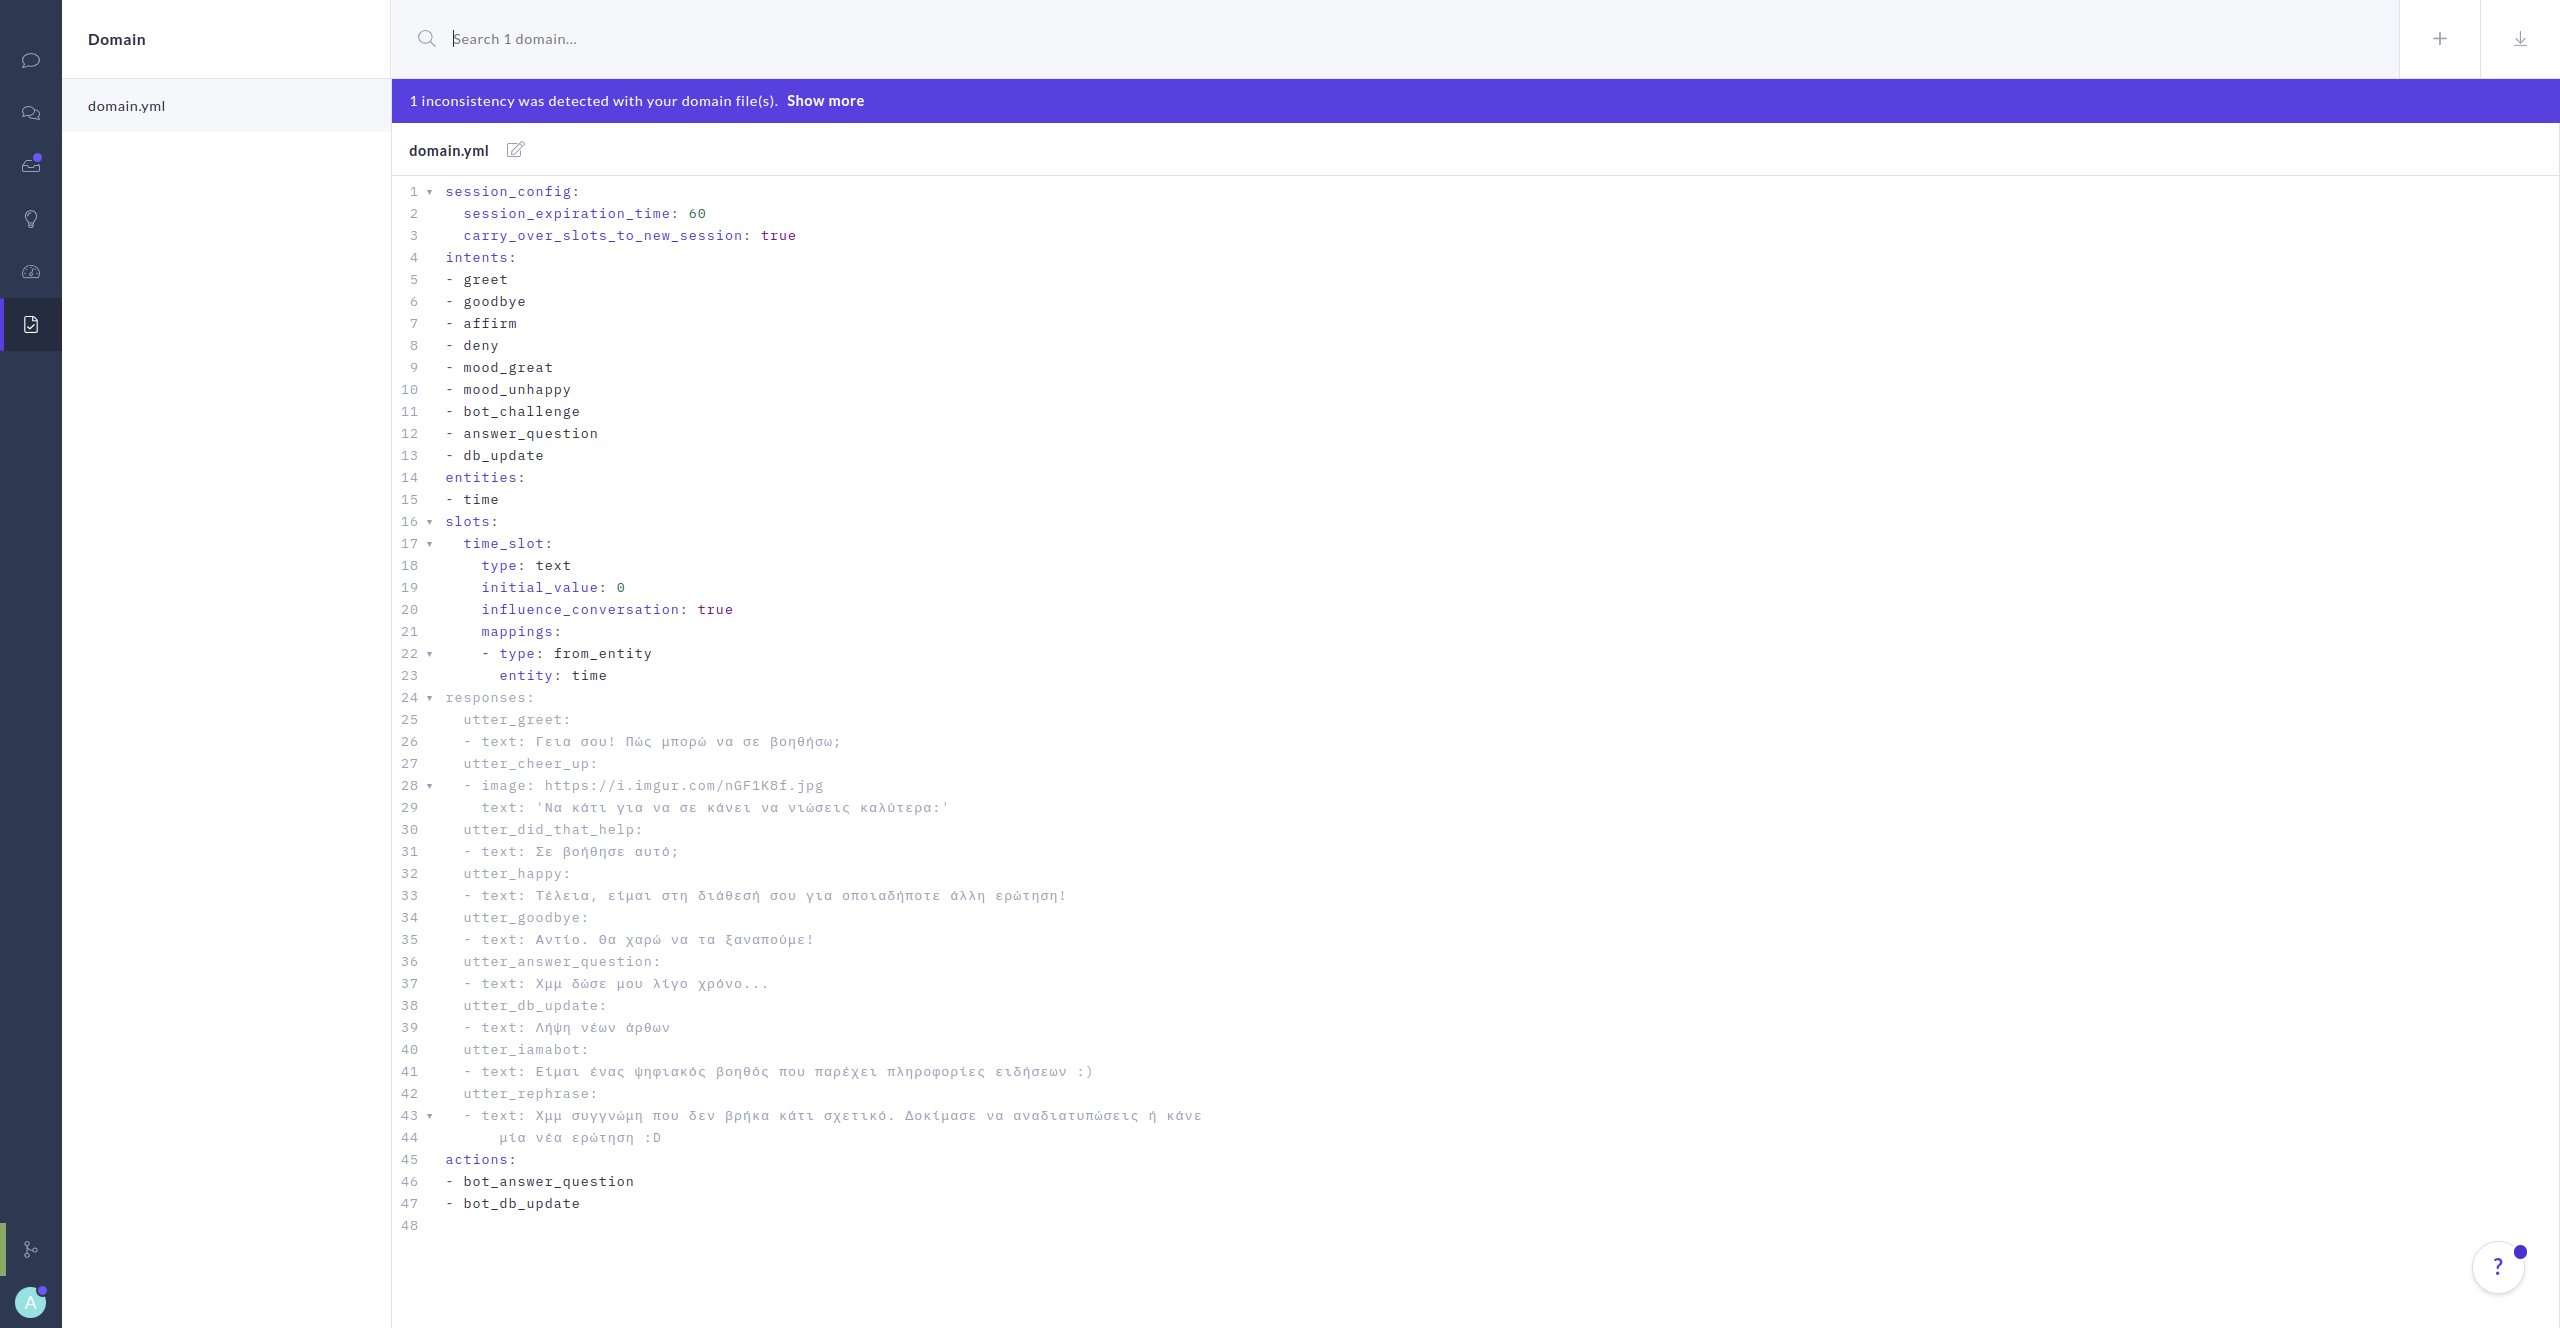 Domain
Search 1 domain...
domain.yml
1 inconsistency was detected with your domain file(s). Show more
domain.yml
1 session_config:
2   session_expiration_time: 60
3   carry_over_slots_to_new_session: true
4 intents:
5 - greet
6 - goodbye
7 - affirm
8 - deny
9 - mood_great
10 - mood_unhappy
11 - bot_challenge
12 - answer_question
13 - db_update
14 entities:
15 - time
16 slots:
17   time_slot:
18     type: text
19     initial_value: 0
20     influence_conversation: true
21     mappings:
22     - type: from_entity
23       entity: time
24 responses:
25   utter_greet:
26   - text: Γεια σου! Πώς μπορώ να σε βοηθήσω;
27   utter_cheer_up:
28   - image: https://i.imgur.com/nGF1K8f.jpg
29     text: 'Να κάτι για να σε κάνει να νιώσεις καλύτερα:'
30   utter_did_that_help:
31   - text: Σε βοήθησε αυτό;
32   utter_happy:
33   - text: Τέλεια, είμαι στη διάθεσή σου για οποιαδήποτε άλλη ερώτηση!
34   utter_goodbye:
35   - text: Αντίο. Θα χαρώ να τα ξαναπούμε!
36   utter_answer_question:
37   - text: Χμμ δώσε μου λίγο χρόνο...
38   utter_db_update:
39   - text: Λήψη νέων άρθων
40   utter_iamabot:
41   - text: Είμαι ένας ψηφιακός βοηθός που παρέχει πληροφορίες ειδήσεων :)
42   utter_rephrase:
43   - text: Χμμ συγγνώμη που δεν βρήκα κάτι σχετικό. Δοκίμασε να αναδιατυπώσεις ή κάνε
44       μία νέα ερώτηση :D
45 actions:
46 - bot_answer_question
47 - bot_db_update
48
?
A